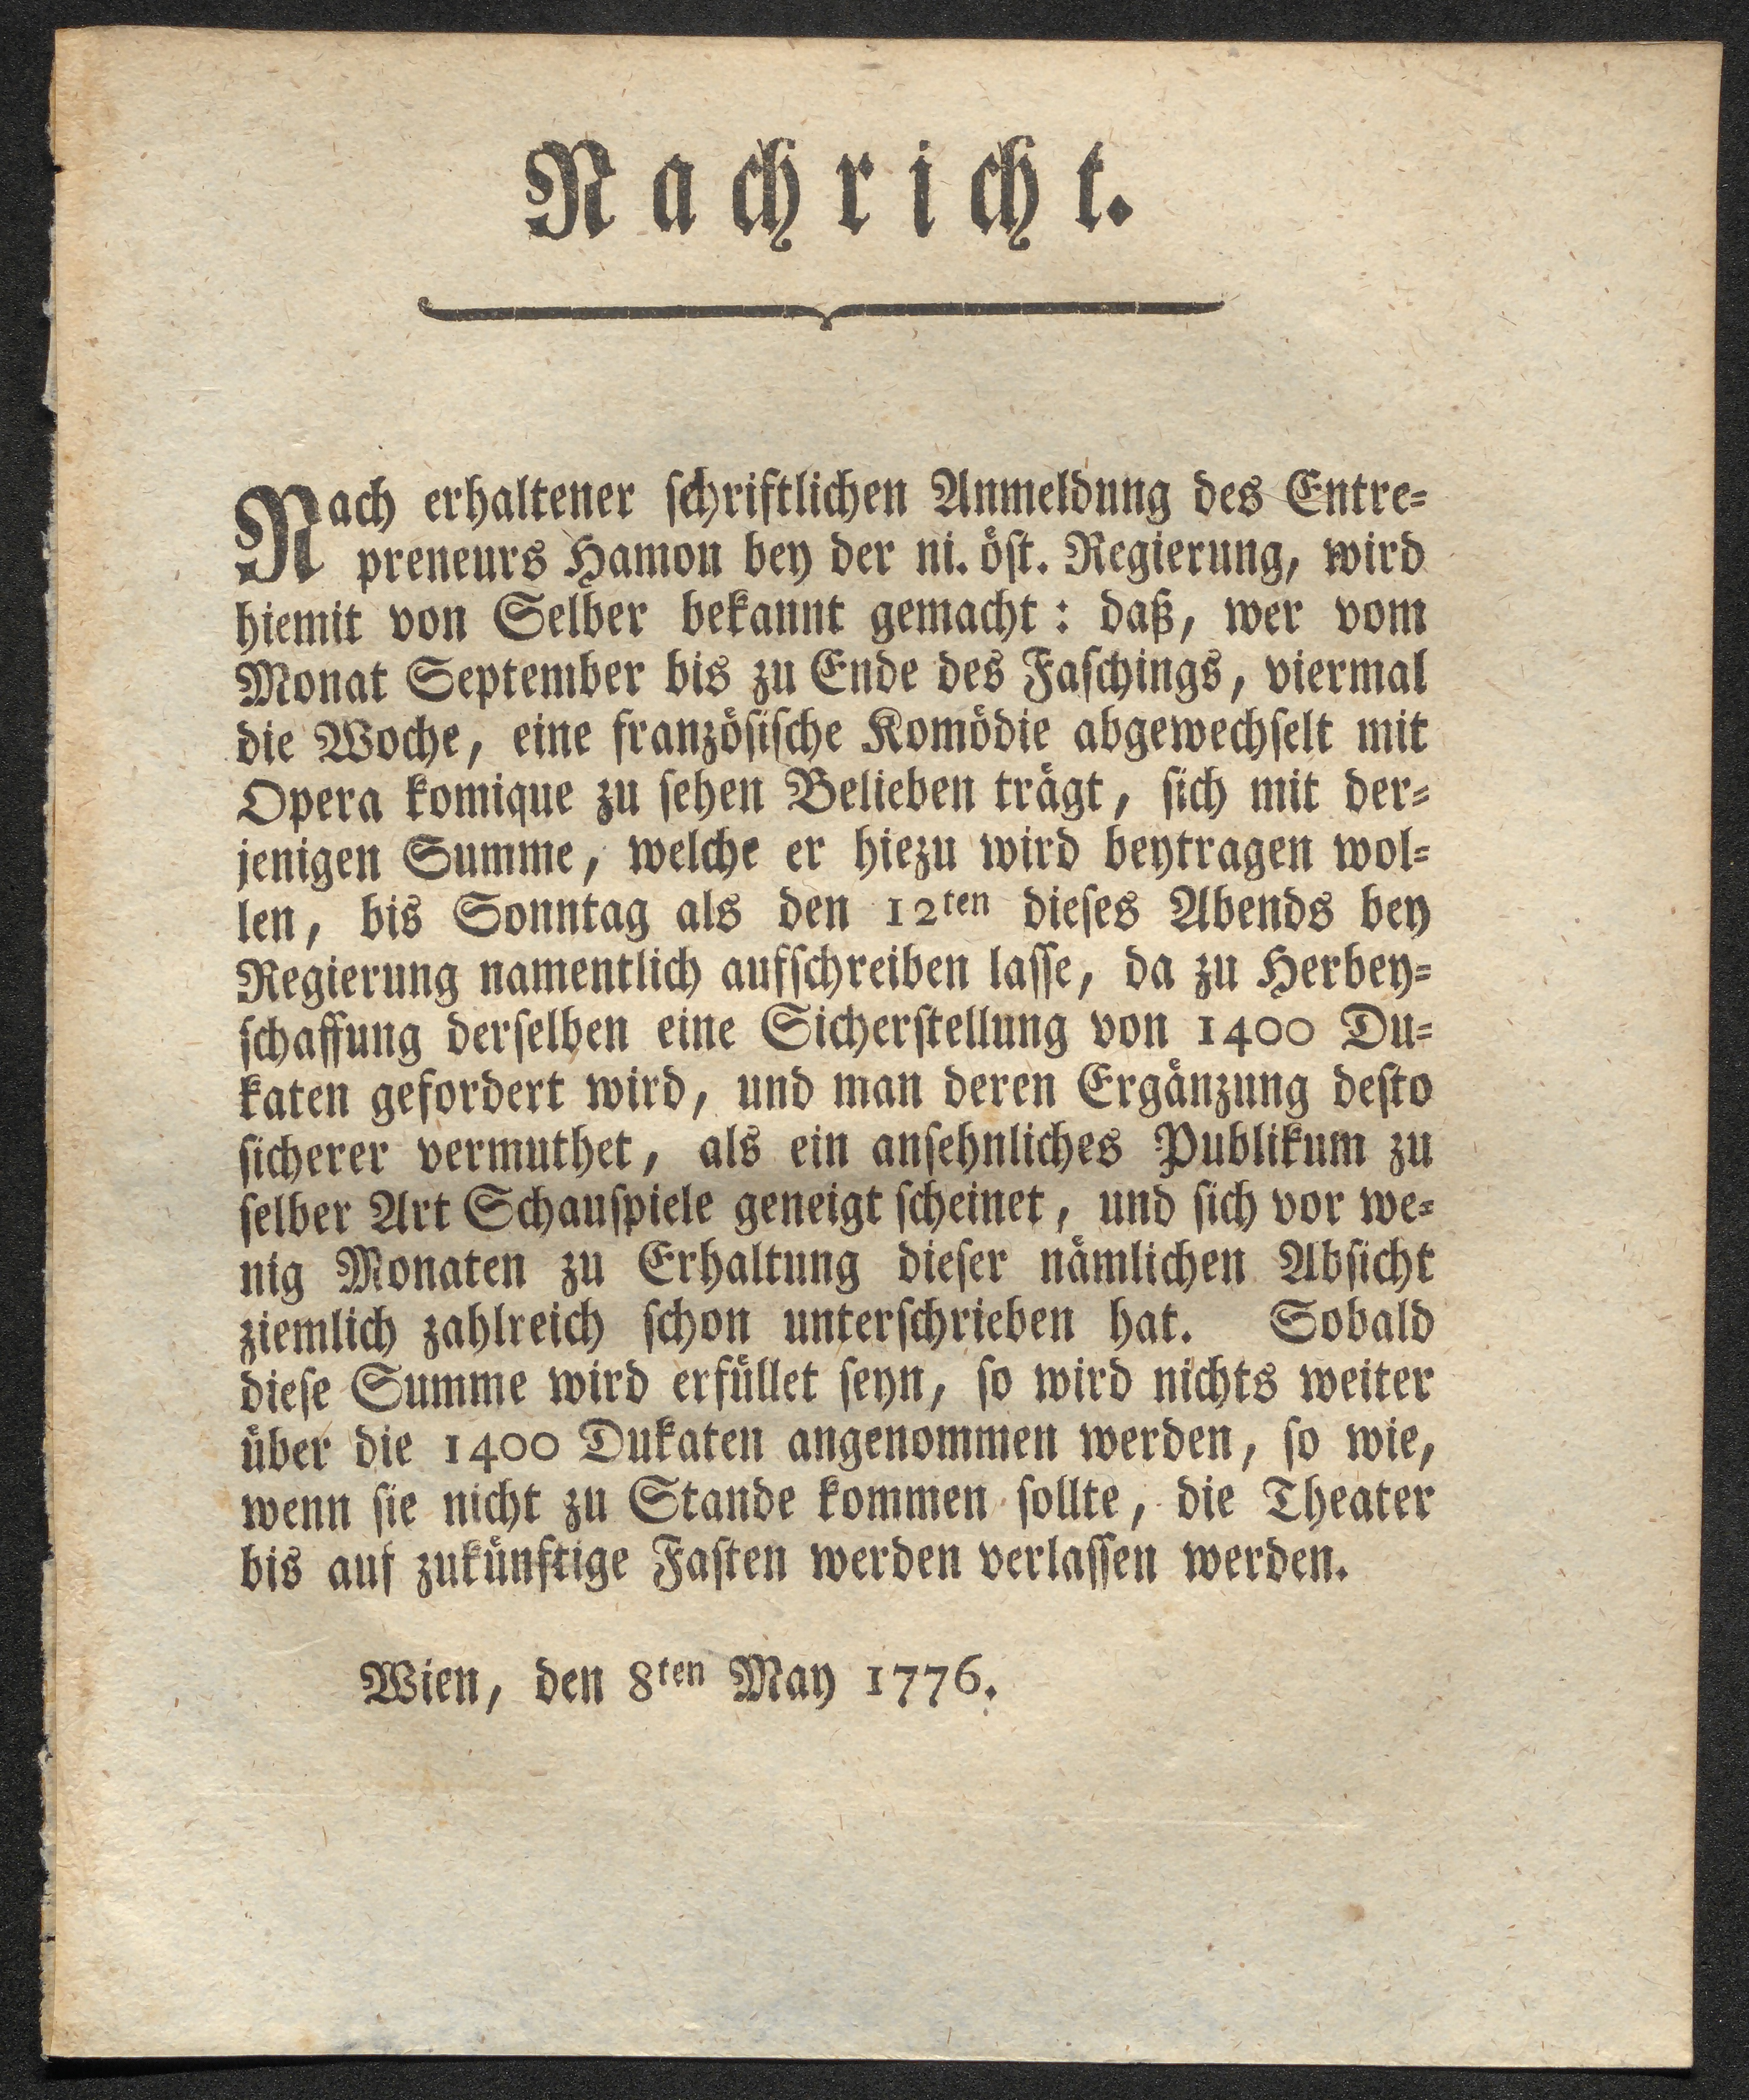 Nachricht.
Nach erhaltener ſchriftlichen Anmeldung des Entre=
preneurs Hamon bey der ni. öſt. Regierung, wird
hiemit von Selber bekannt gemacht : daß, wer vom
Monat September bis zu Ende des Faſchings, viermal
die Woche, eine franzöſiſche Komödie abgewechſelt mit
Opera komique zu ſehen Belieben trägt, ſich mit der=
jenigen Summe, welche er hiezu wird beytragen wol=
len, bis Sonntag als den 12ten dieſes Abends bey
Regierung namentlich aufſchreiben laſſe, da zu Herbey=
ſchaffung derſelben eine Sicherſtellung von 1400 Du=
katen gefordert wird, und man deren Ergänzung deſto
ſicherer vermuthet, als ein anſehnliches Publikum zu
ſelber Art Schauſpiele geneigt ſcheinet, und ſich vor we=
nig Monaten zu Erhaltung dieſer nämlichen Abſicht
ziemlich zahlreich ſchon unterſchrieben hat. Sobald
dieſe Summe wird erfüllet ſeyn, ſo wird nichts weiter
über die 1400 Dukaten angenommen werden, ſo wie,
wenn ſie nicht zu Stande kommen ſollte, die Theater
bis auf zukünftige Faſten werden verlaſſen werden.
Wien, den 8ten May 1776.